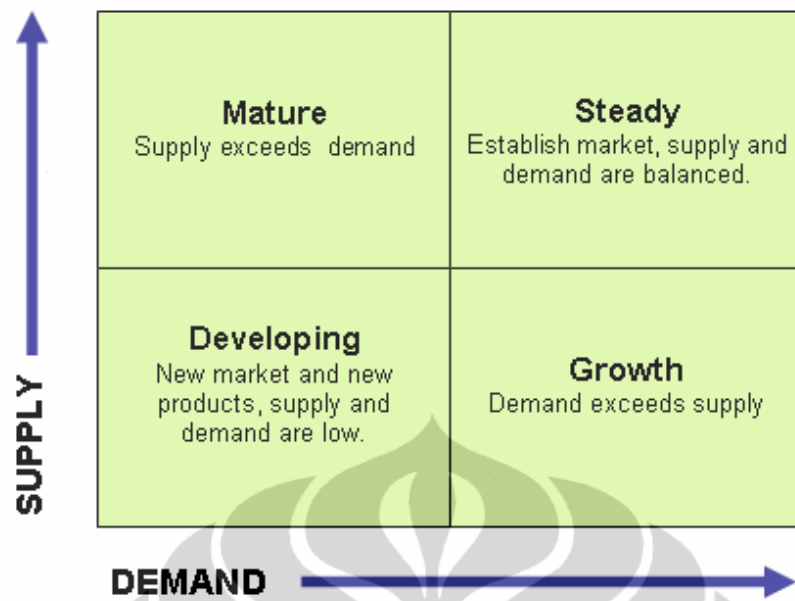 Mature
Supply exceeds demand
Steady
Establish market, supply and
demand are balanced.
Developing
New market and new
products, supply and
demand are low.
Growth
Demand exceeds supply
SUPPLY
DEMAND